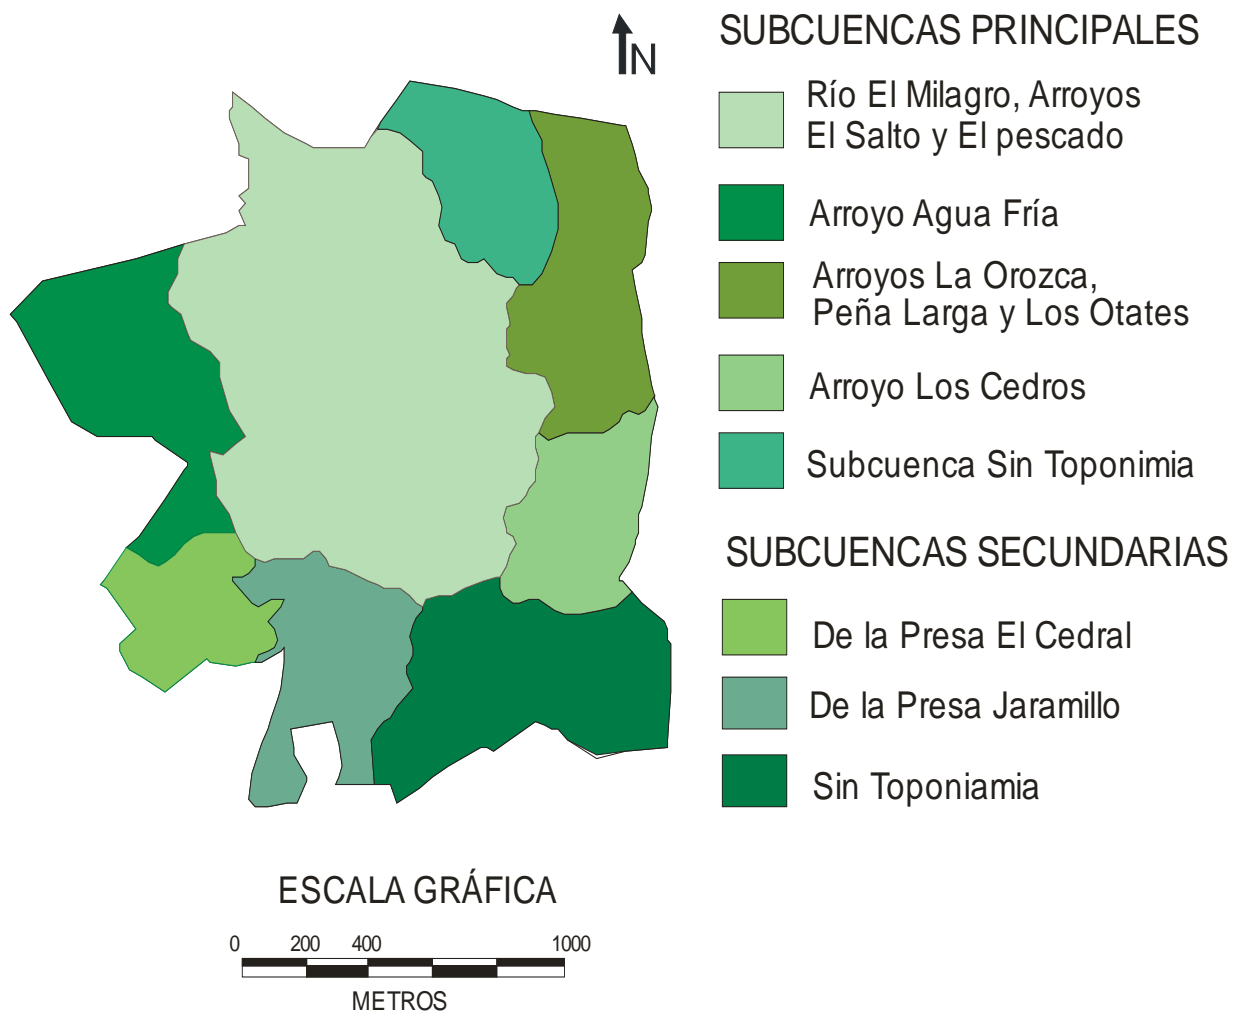 N
SUBCUENCAS PRINCIPALES
Río El Milagro, Arroyos
El Salto y El pescado
Arroyo Agua Fría
Arroyos La Orozca,
Peña Larga y Los Otates
Arroyo Los Cedros
Subcuenca Sin Toponimia
SUBCUENCAS SECUNDARIAS
De la Presa El Cedral
De la Presa Jaramillo
Sin Toponiamia
ESCALA GRÁFICA
0 200 400 1000
METROS